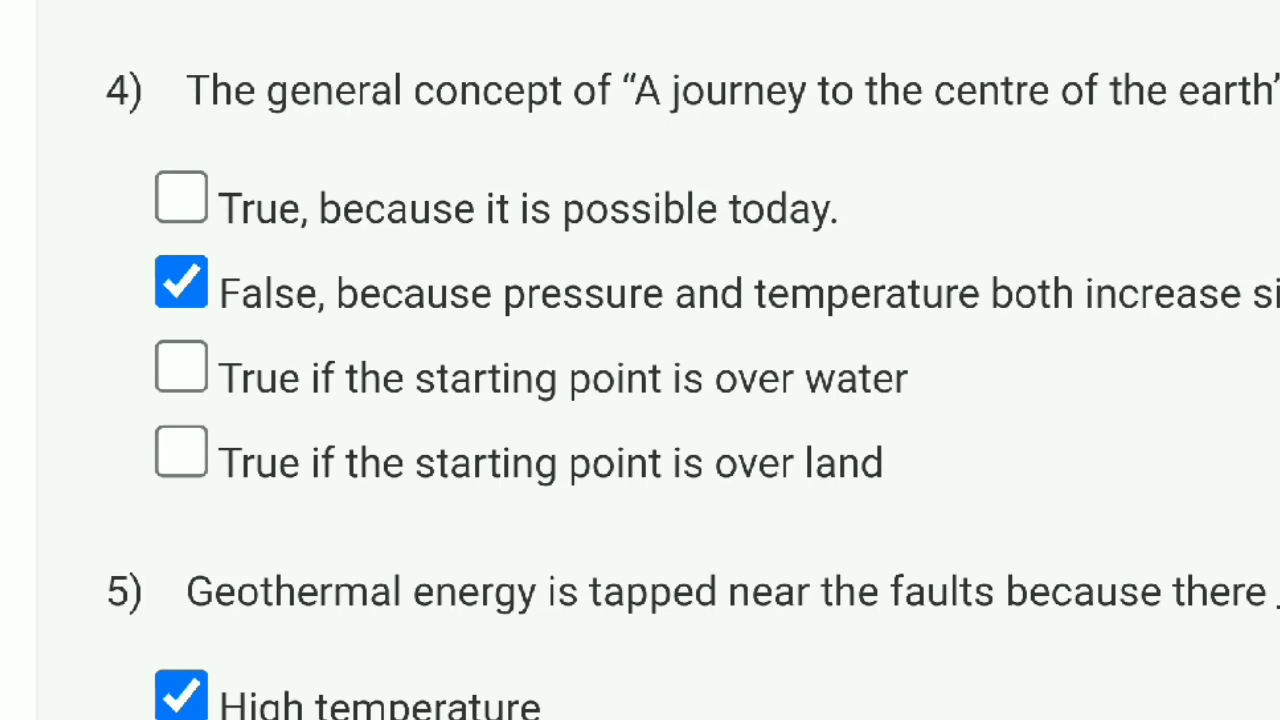 4) The general concept of “A journey to the centre of the earth”
True, because it is possible today.
False, because pressure and temperature both increase
True if the starting point is over water
True if the starting point is over land
5) Geothermal energy is tapped near the faults because there
High temperature